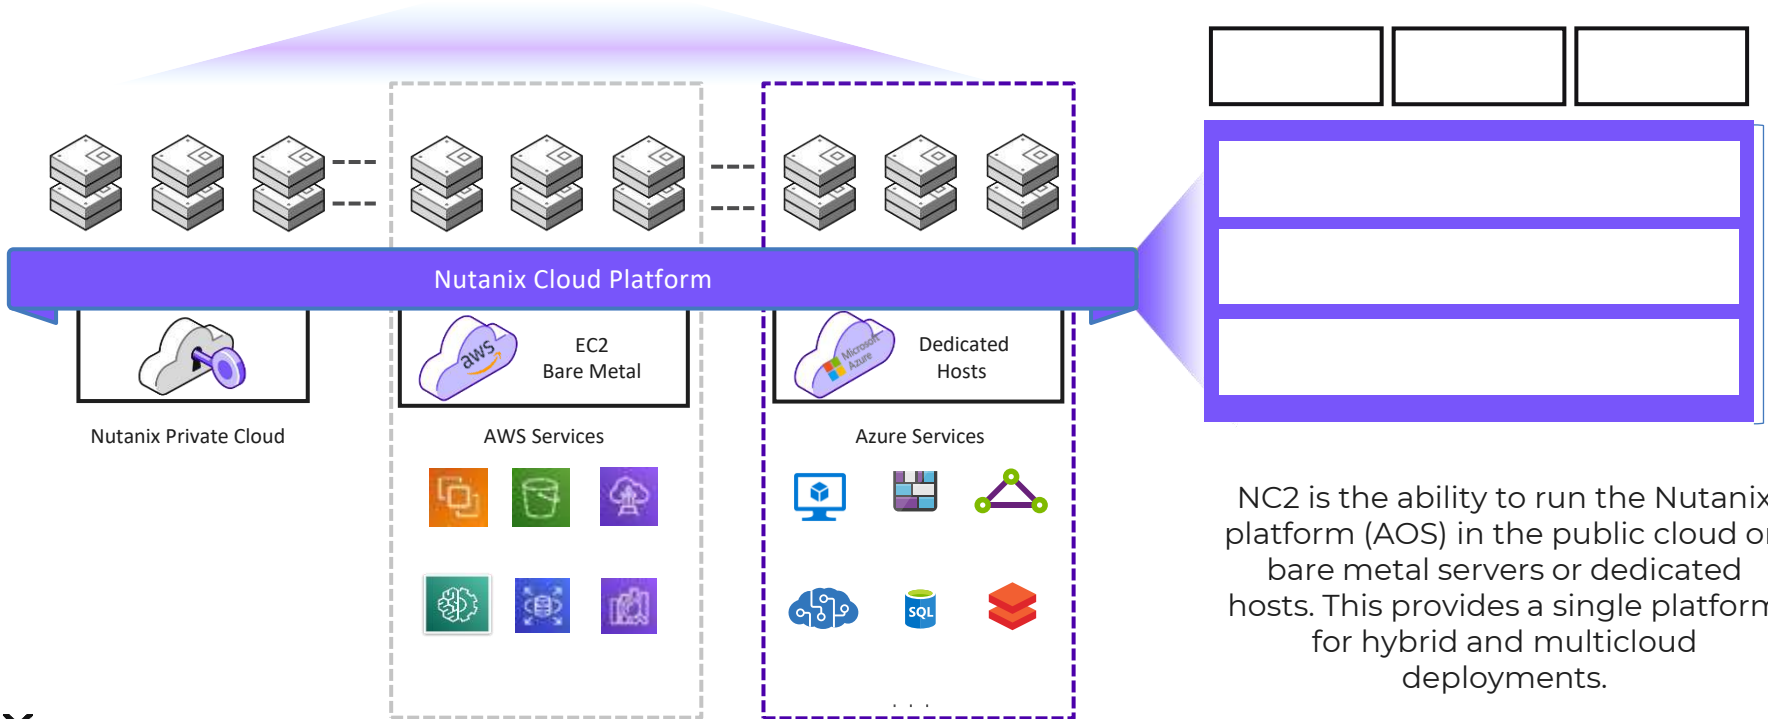 Nutanix Cloud Platform
aws
EC2
Bare Metal
Microsoft
Azure
Dedicated
Hosts
Nutanix Private Cloud
AWS Services
Azure Services
SQL
. . .
NC2 is the ability to run the Nutanix
platform (AOS) in the public cloud on
bare metal servers or dedicated
hosts. This provides a single platform
for hybrid and multicloud
deployments.